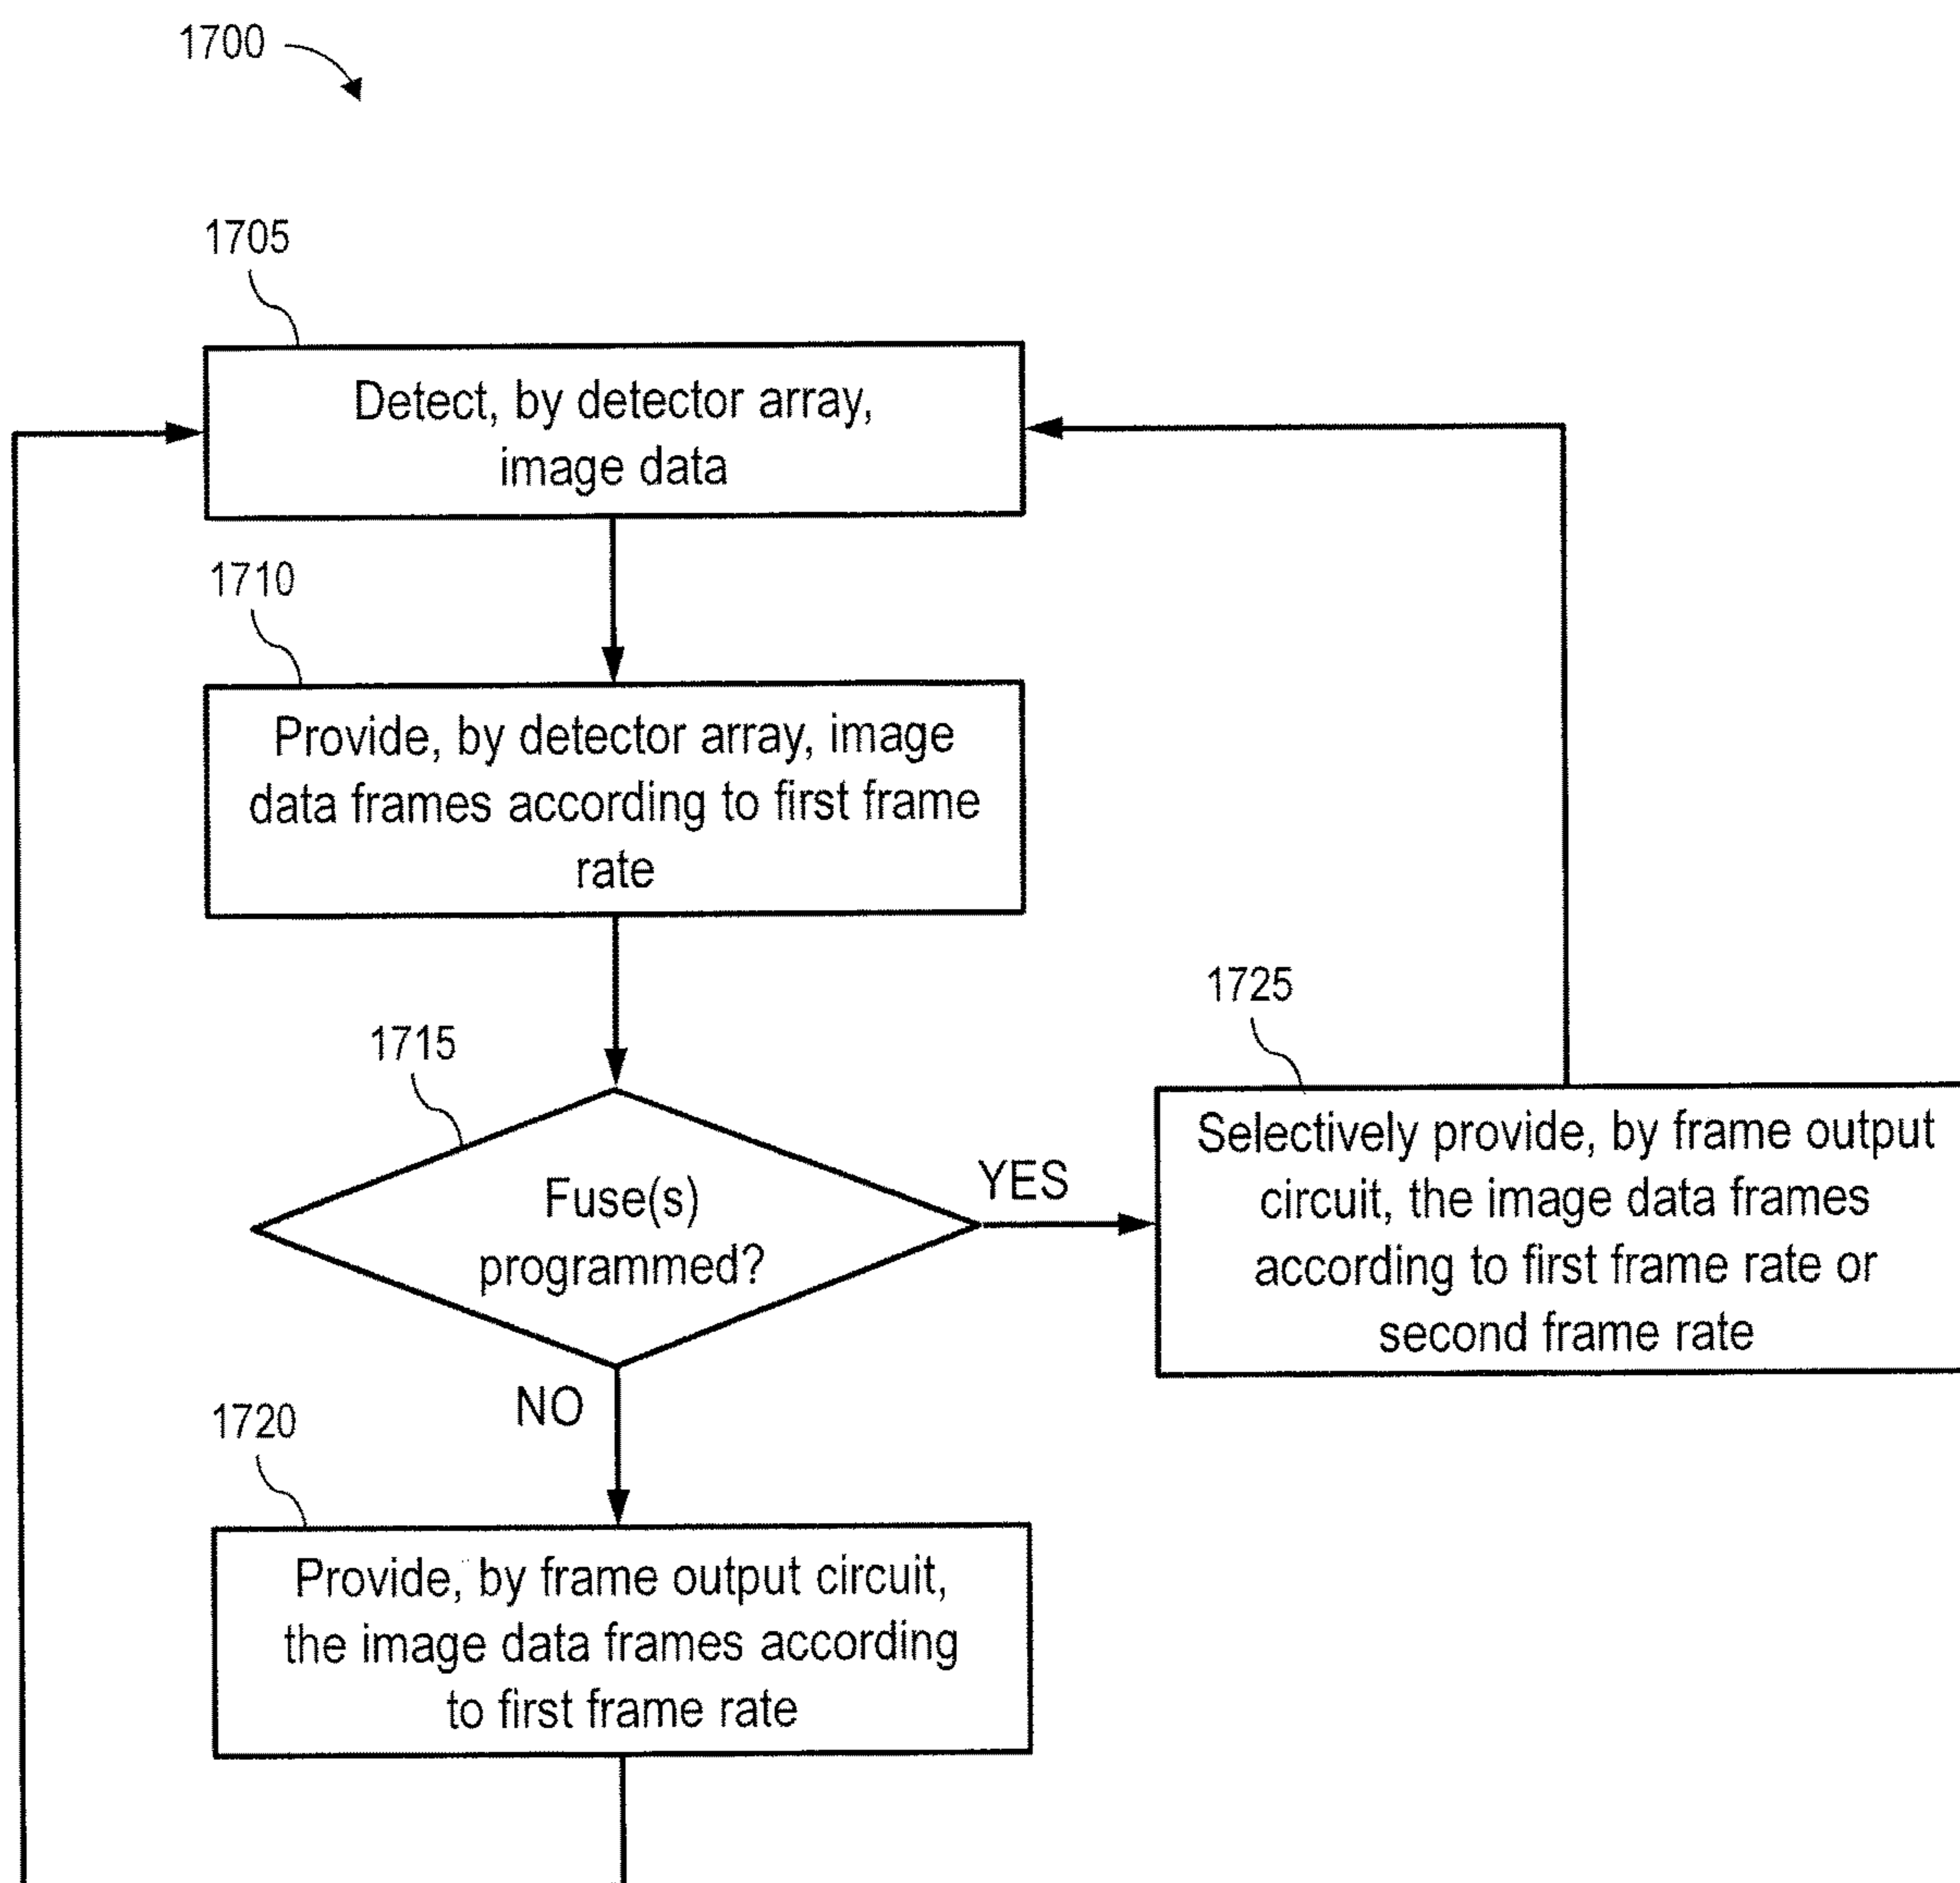 1700
1705
Detect, by detector array,
image data
1710
Provide, by detector array, image
data frames according to first frame
rate
1715
Fuse(s)
programmed?
YES
1725
Selectively provide, by frame output
circuit, the image data frames
according to first frame rate or
second frame rate
NO
1720
Provide, by frame output circuit,
the image data frames according
to first frame rate